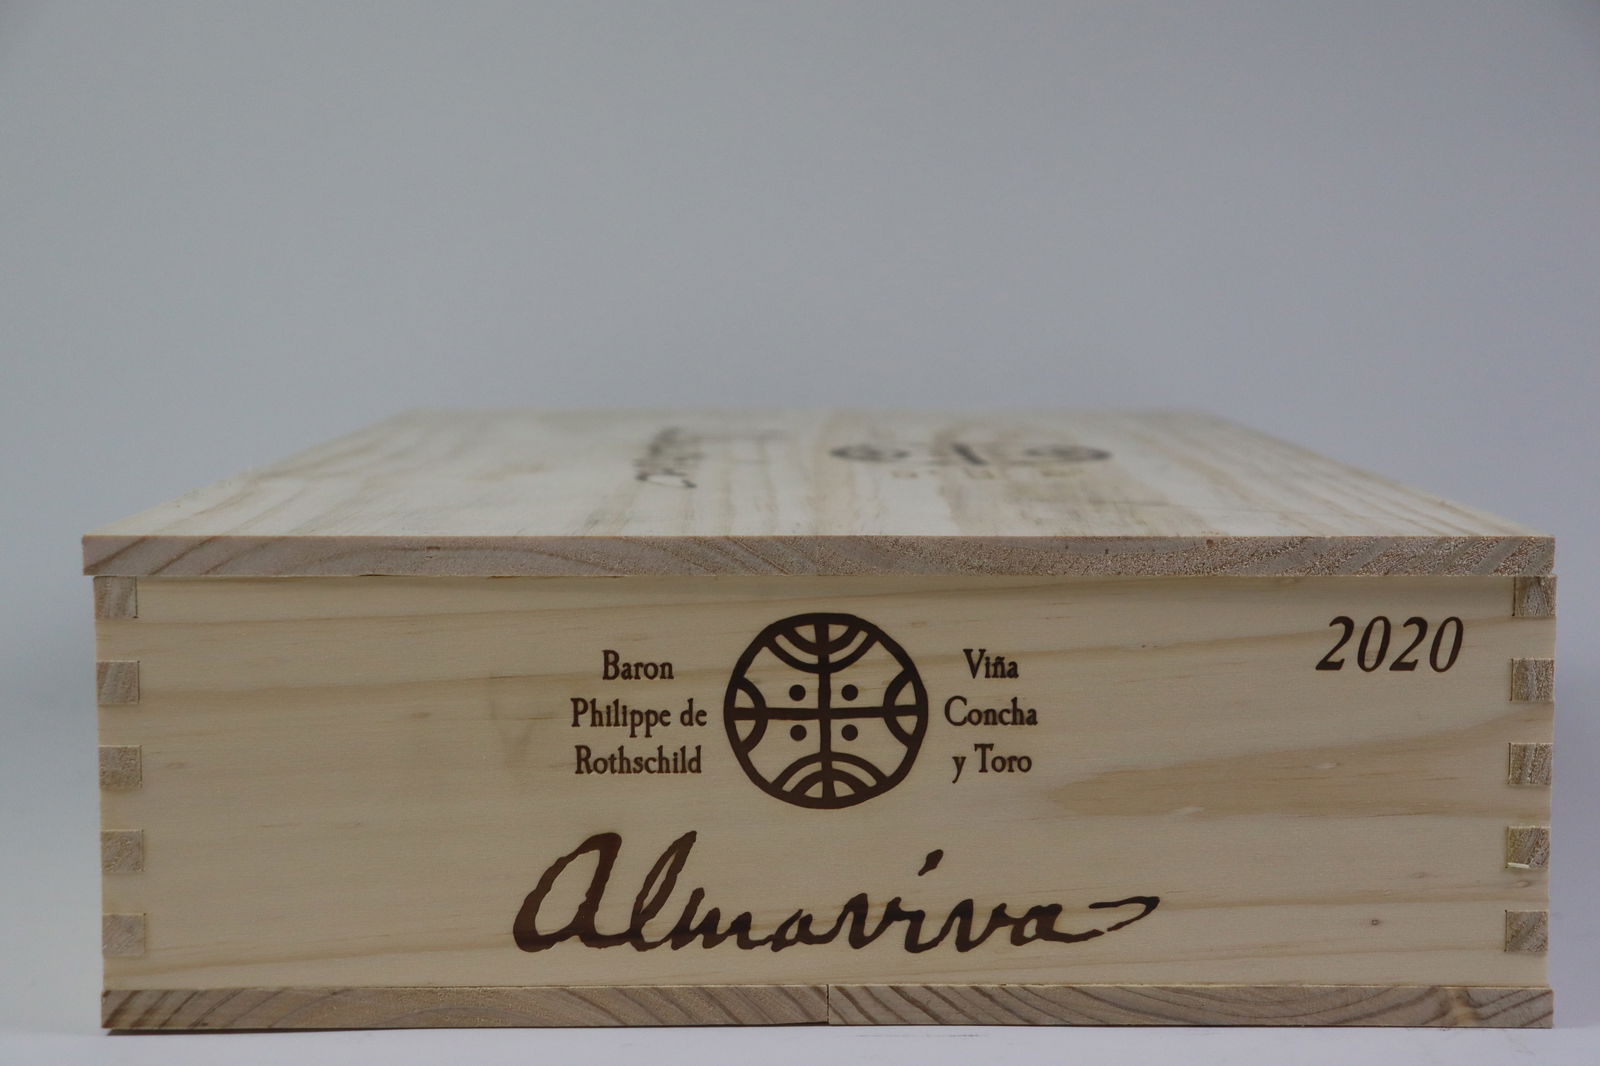 Baron
Philippe de
Rothschild
Viña
Concha
y Toro
2020
Almaviva